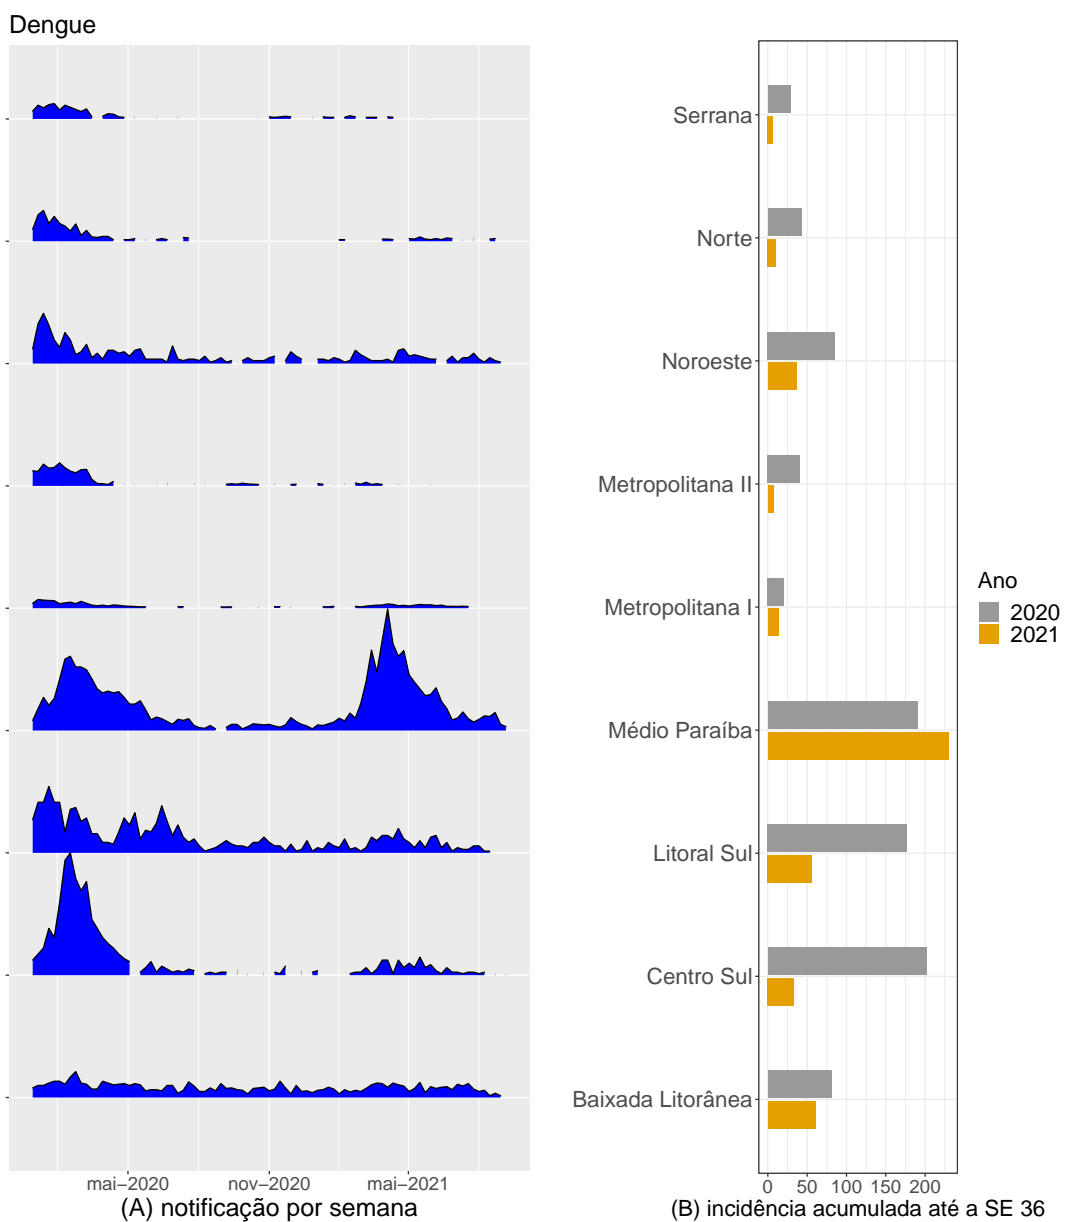 Dengue
Serrana
Norte
Noroeste
Metropolitana II
Metropolitana I
Médio Paraíba
Litoral Sul
Centro Sul
Baixada Litorânea
Ano
2020
2021
mai−2020 nov−2020 mai−2021
0 50 100 150 200
(A) notificação por semana
(B) incidência acumulada até a SE 36